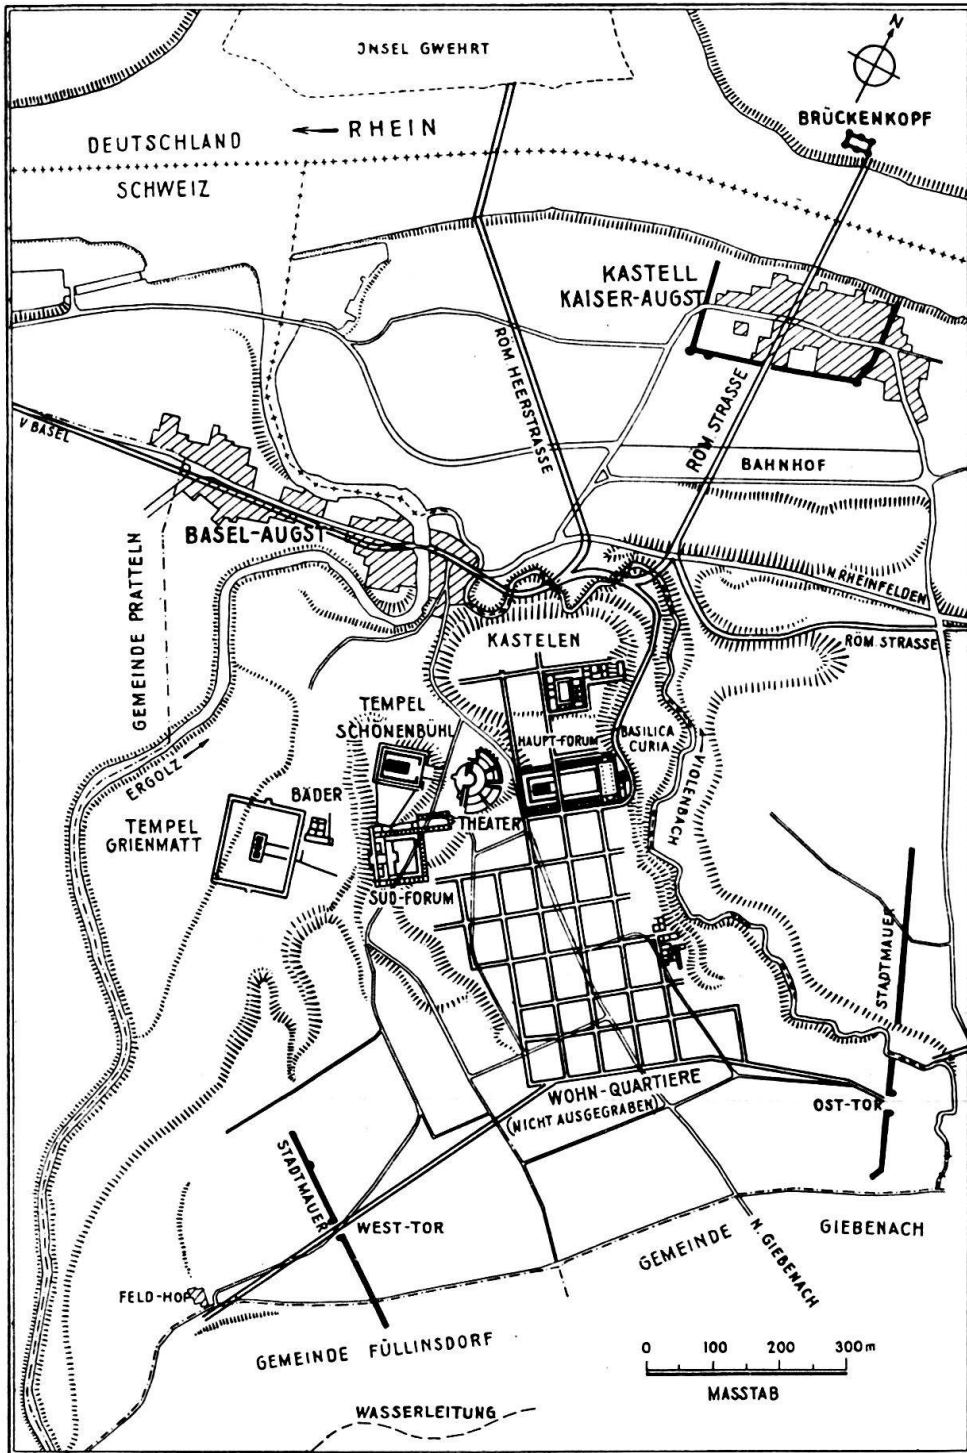 JNSEL GWEHRT
N
BRÜCKENKOPF
DEUTSCHLAND
RHEIN
SCHWEIZ
KASTELL
KAISER-AUGST
RÖM HEERSTRASSE
RÖM. STRASSE
V BASEL
BAHNHOF
BASEL-AUGST
N. RHEINFELDEN
GEMEINDE PRATTELN
RÖM. STRASSE
KASTELEN
TEMPEL
SCHÖNENBÜHL
HAUPT-FORUM
BASILICA
CURIA
VIOLENBACH
ERGOLZ
BÄDER
TEMPEL
GRIENMATT
THEATER
SÜD-FORUM
STADTMAUER
WOHN-QUARTIERE
(NICHT AUSGEGRABEN)
OST-TOR
STADTMAUER
WEST-TOR
GEMEINDE
GIEBENACH
N. GIEBENACH
FELD-HOF
GEMEINDE FÜLLINSDORF
0 100 200 300 m
MASSTAB
WASSERLEITUNG